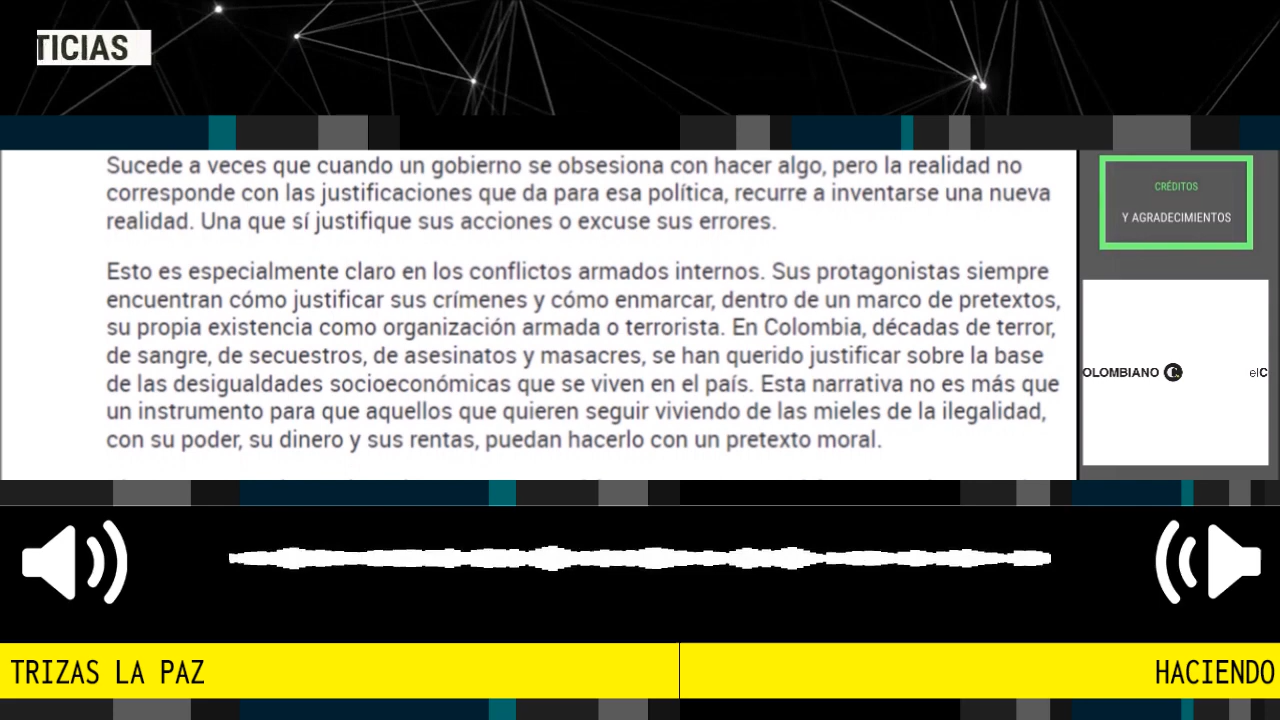 TICIAS
Sucede a veces que cuando un gobierno se obsesiona con hacer algo, pero la realidad no
corresponde con las justificaciones que da para esa política, recurre a inventarse una nueva
realidad. Una que sí justifique sus acciones o excuse sus errores.
Esto es especialmente claro en los conflictos armados internos. Sus protagonistas siempre
encuentran cómo justificar sus crímenes y cómo enmarcar, dentro de un marco de pretextos,
su propia existencia como organización armada o terrorista. En Colombia, décadas de terror,
de sangre, de secuestros, de asesinatos y masacres, se han querido justificar sobre la base
de las desigualdades socioeconómicas que se viven en el país. Esta narrativa no es más que
un instrumento para que aquellos que quieren seguir viviendo de las mieles de la ilegalidad,
con su poder, su dinero y sus rentas, puedan hacerlo con un pretexto moral.
CRÉDITOS
Y AGRADECIMIENTOS
OLOMBIANO C elC
TRIZAS LA PAZ
HACIENDO